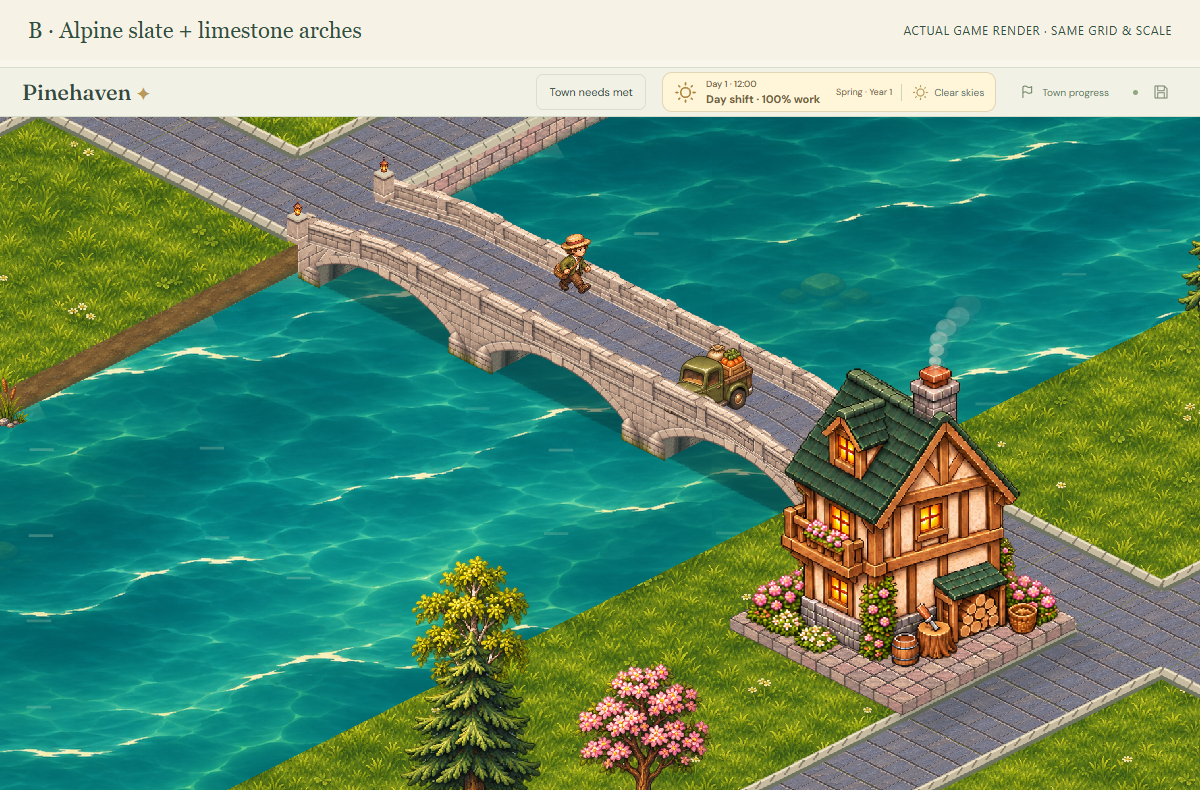 B · Alpine slate + limestone arches
ACTUAL GAME RENDER · SAME GRID & SCALE
Pinehaven
Town needs met
Day 1 · 12:00
Day shift · 100% work
Spring · Year 1
Clear skies
Town progress